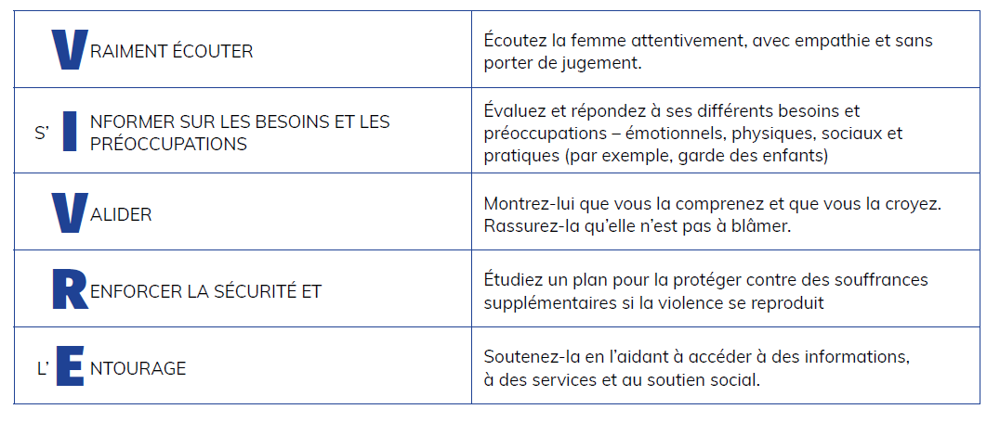 VRAIMENT ÉCOUTER
Écoutez la femme attentivement, avec empathie et sans
porter de jugement.
S’INFORMER SUR LES BESOINS ET LES
PRÉOCCUPATIONS
Évaluez et répondez à ses différents besoins et
préoccupations – émotionnels, physiques, sociaux et
pratiques (par exemple, garde des enfants)
VALIDER
Montrez-lui que vous la comprenez et que vous la croyez.
Rassurez-la qu’elle n’est pas à blâmer.
RENFORCER LA SÉCURITÉ ET
Étudiez un plan pour la protéger contre des souffrances
supplémentaires si la violence se reproduit
L’ENTOURAGE
Soutenez-la en l’aidant à accéder à des informations,
à des services et au soutien social.